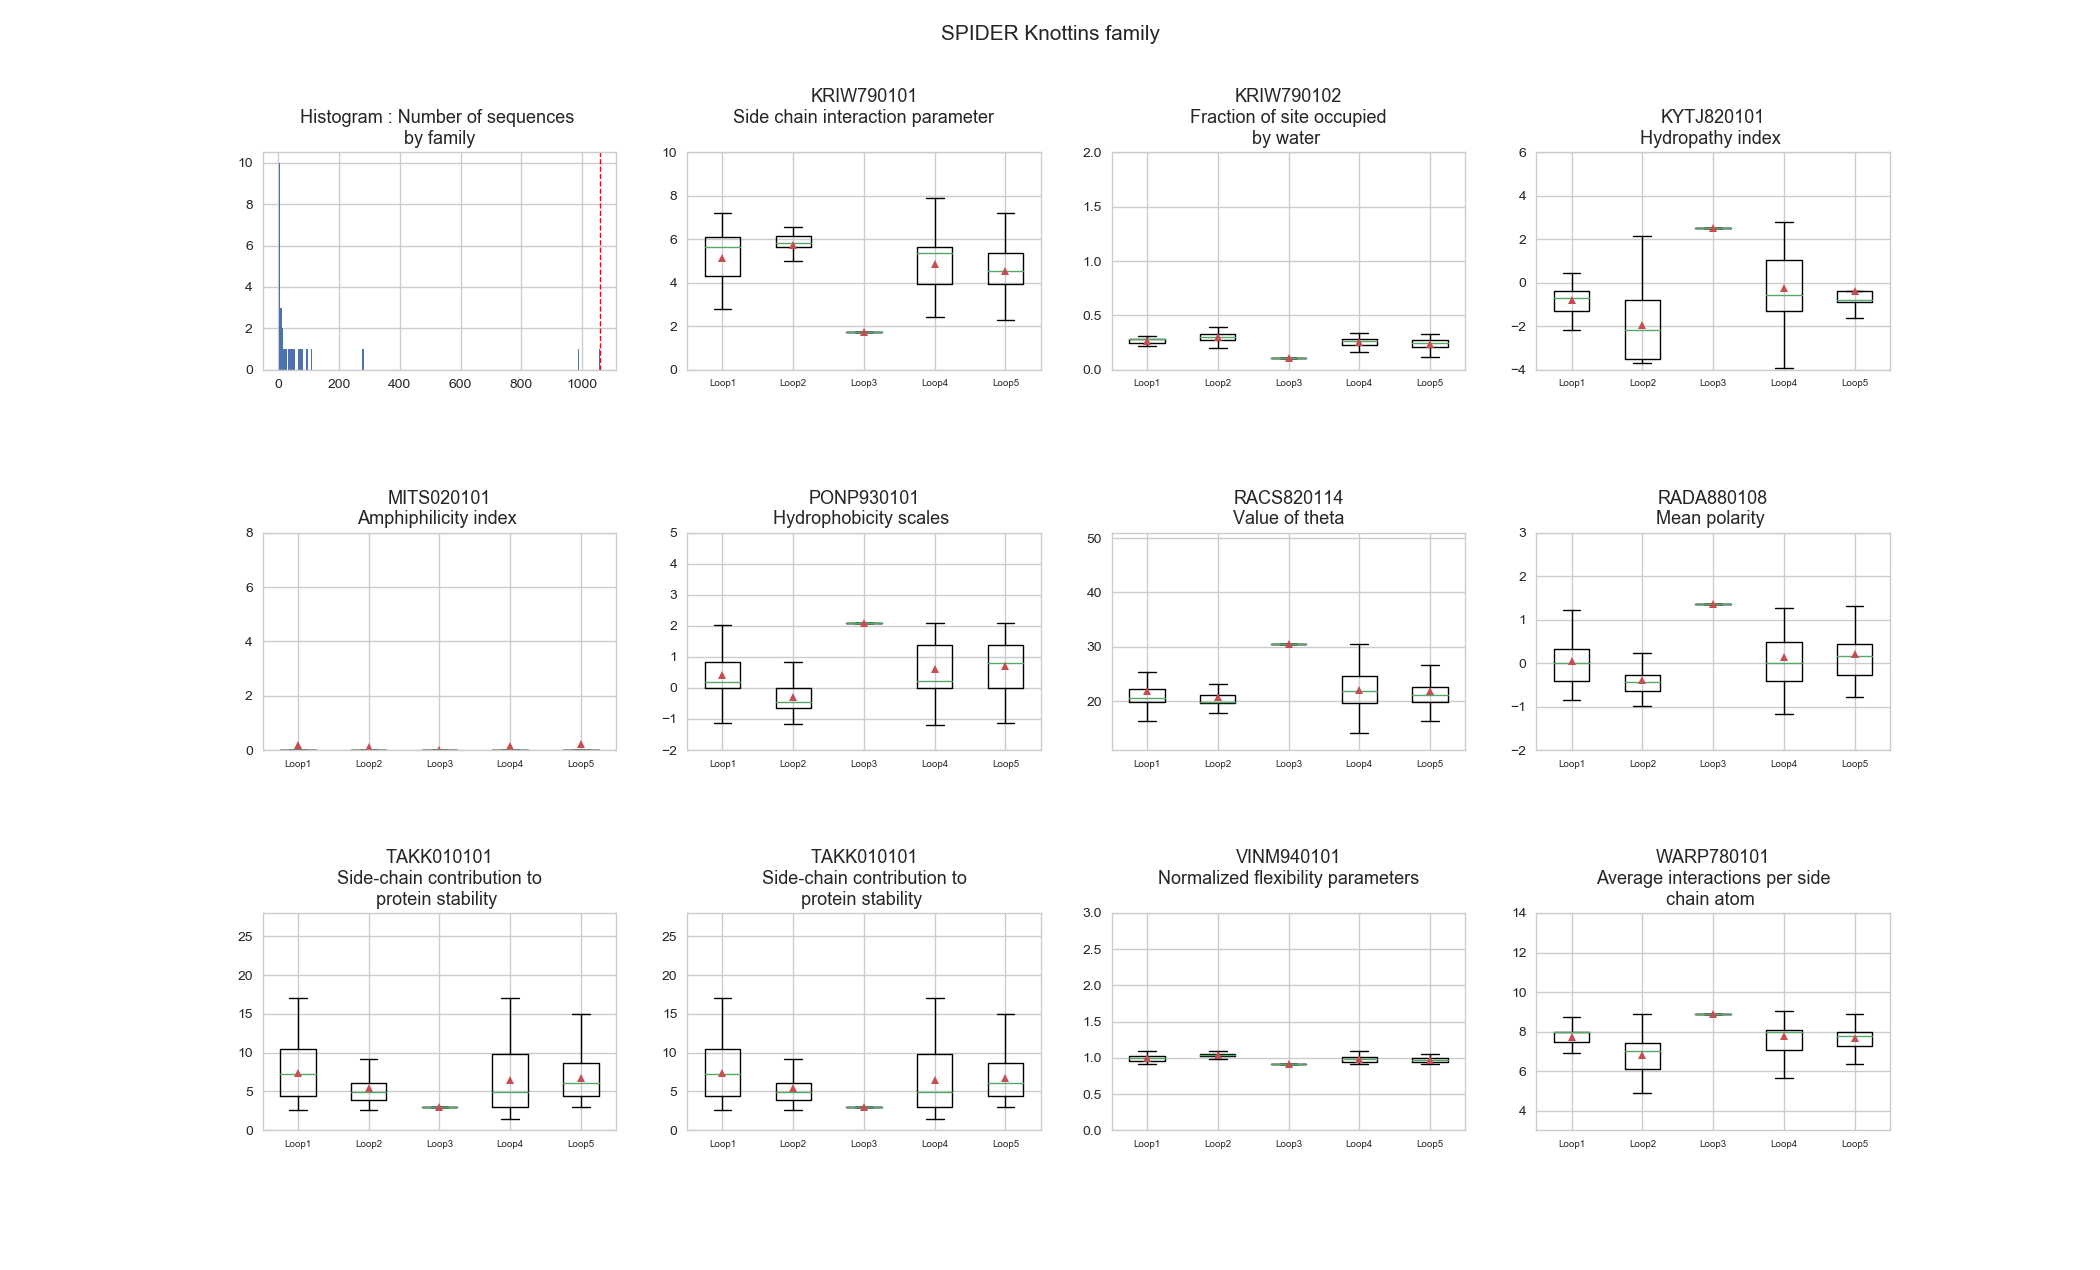 SPIDER Knottins family
Histogram : Number of sequences
by family
10
8
6
4
2
0
0 200 400 600 800 1000
KRIW790101
Side chain interaction parameter
10
8
6
4
2
0
Loop1 Loop2 Loop3 Loop4 Loop5
KRIW790102
Fraction of site occupied
by water
2.0
1.5
1.0
0.5
0.0
Loop1 Loop2 Loop3 Loop4 Loop5
KYTJ820101
Hydropathy index
6
4
2
0
−2
−4
Loop1 Loop2 Loop3 Loop4 Loop5
MITS020101
Amphiphilicity index
8
6
4
2
0
Loop1 Loop2 Loop3 Loop4 Loop5
PONP930101
Hydrophobicity scales
5
4
3
2
1
0
−1
−2
Loop1 Loop2 Loop3 Loop4 Loop5
RACS820114
Value of theta
50
40
30
20
Loop1 Loop2 Loop3 Loop4 Loop5
RADA880108
Mean polarity
3
2
1
0
−1
−2
Loop1 Loop2 Loop3 Loop4 Loop5
TAKK010101
Side-chain contribution to
protein stability
25
20
15
10
5
0
Loop1 Loop2 Loop3 Loop4 Loop5
TAKK010101
Side-chain contribution to
protein stability
25
20
15
10
5
0
Loop1 Loop2 Loop3 Loop4 Loop5
VINM940101
Normalized flexibility parameters
3.0
2.5
2.0
1.5
1.0
0.5
0.0
Loop1 Loop2 Loop3 Loop4 Loop5
WARP780101
Average interactions per side
chain atom
14
12
10
8
6
4
Loop1 Loop2 Loop3 Loop4 Loop5